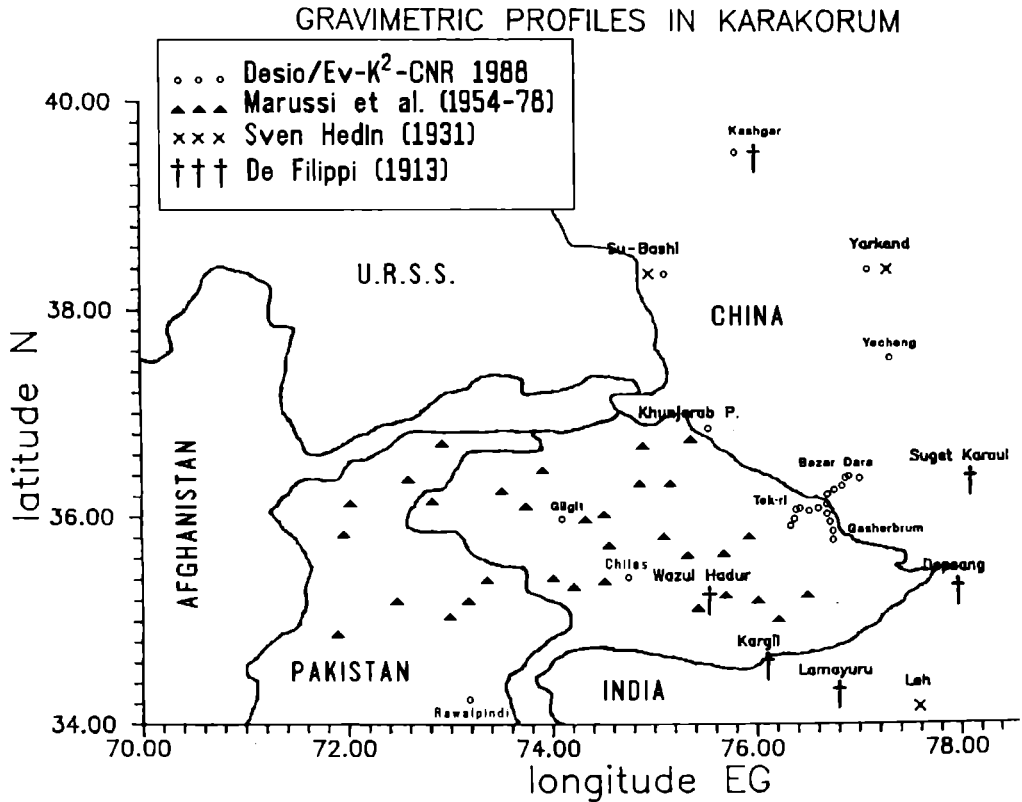 GRAVIMETRIC PROFILES IN KARAKORUM
Desio/Ev-K²-CNR 1988
Marussi et al. (1954-78)
Sven Hedin (1931)
De Filippi (1913)
40.00
38.00
36.00
34.00
latitude N
70.00 72.00 74.00 76.00 78.00
longitude EG
Kashgar
Su-Bashi
Yarkand
U.R.S.S.
CHINA
Yecheng
Khunjerab P.
Bazar Dara
Suget Karaul
Tek-ri
Gilgit
Gasherbrum
AFGHANISTAN
Chilas
Wazul Hadur
Depsang
Kargil
Lamayuru
Leh
PAKISTAN
INDIA
Rawalpindi